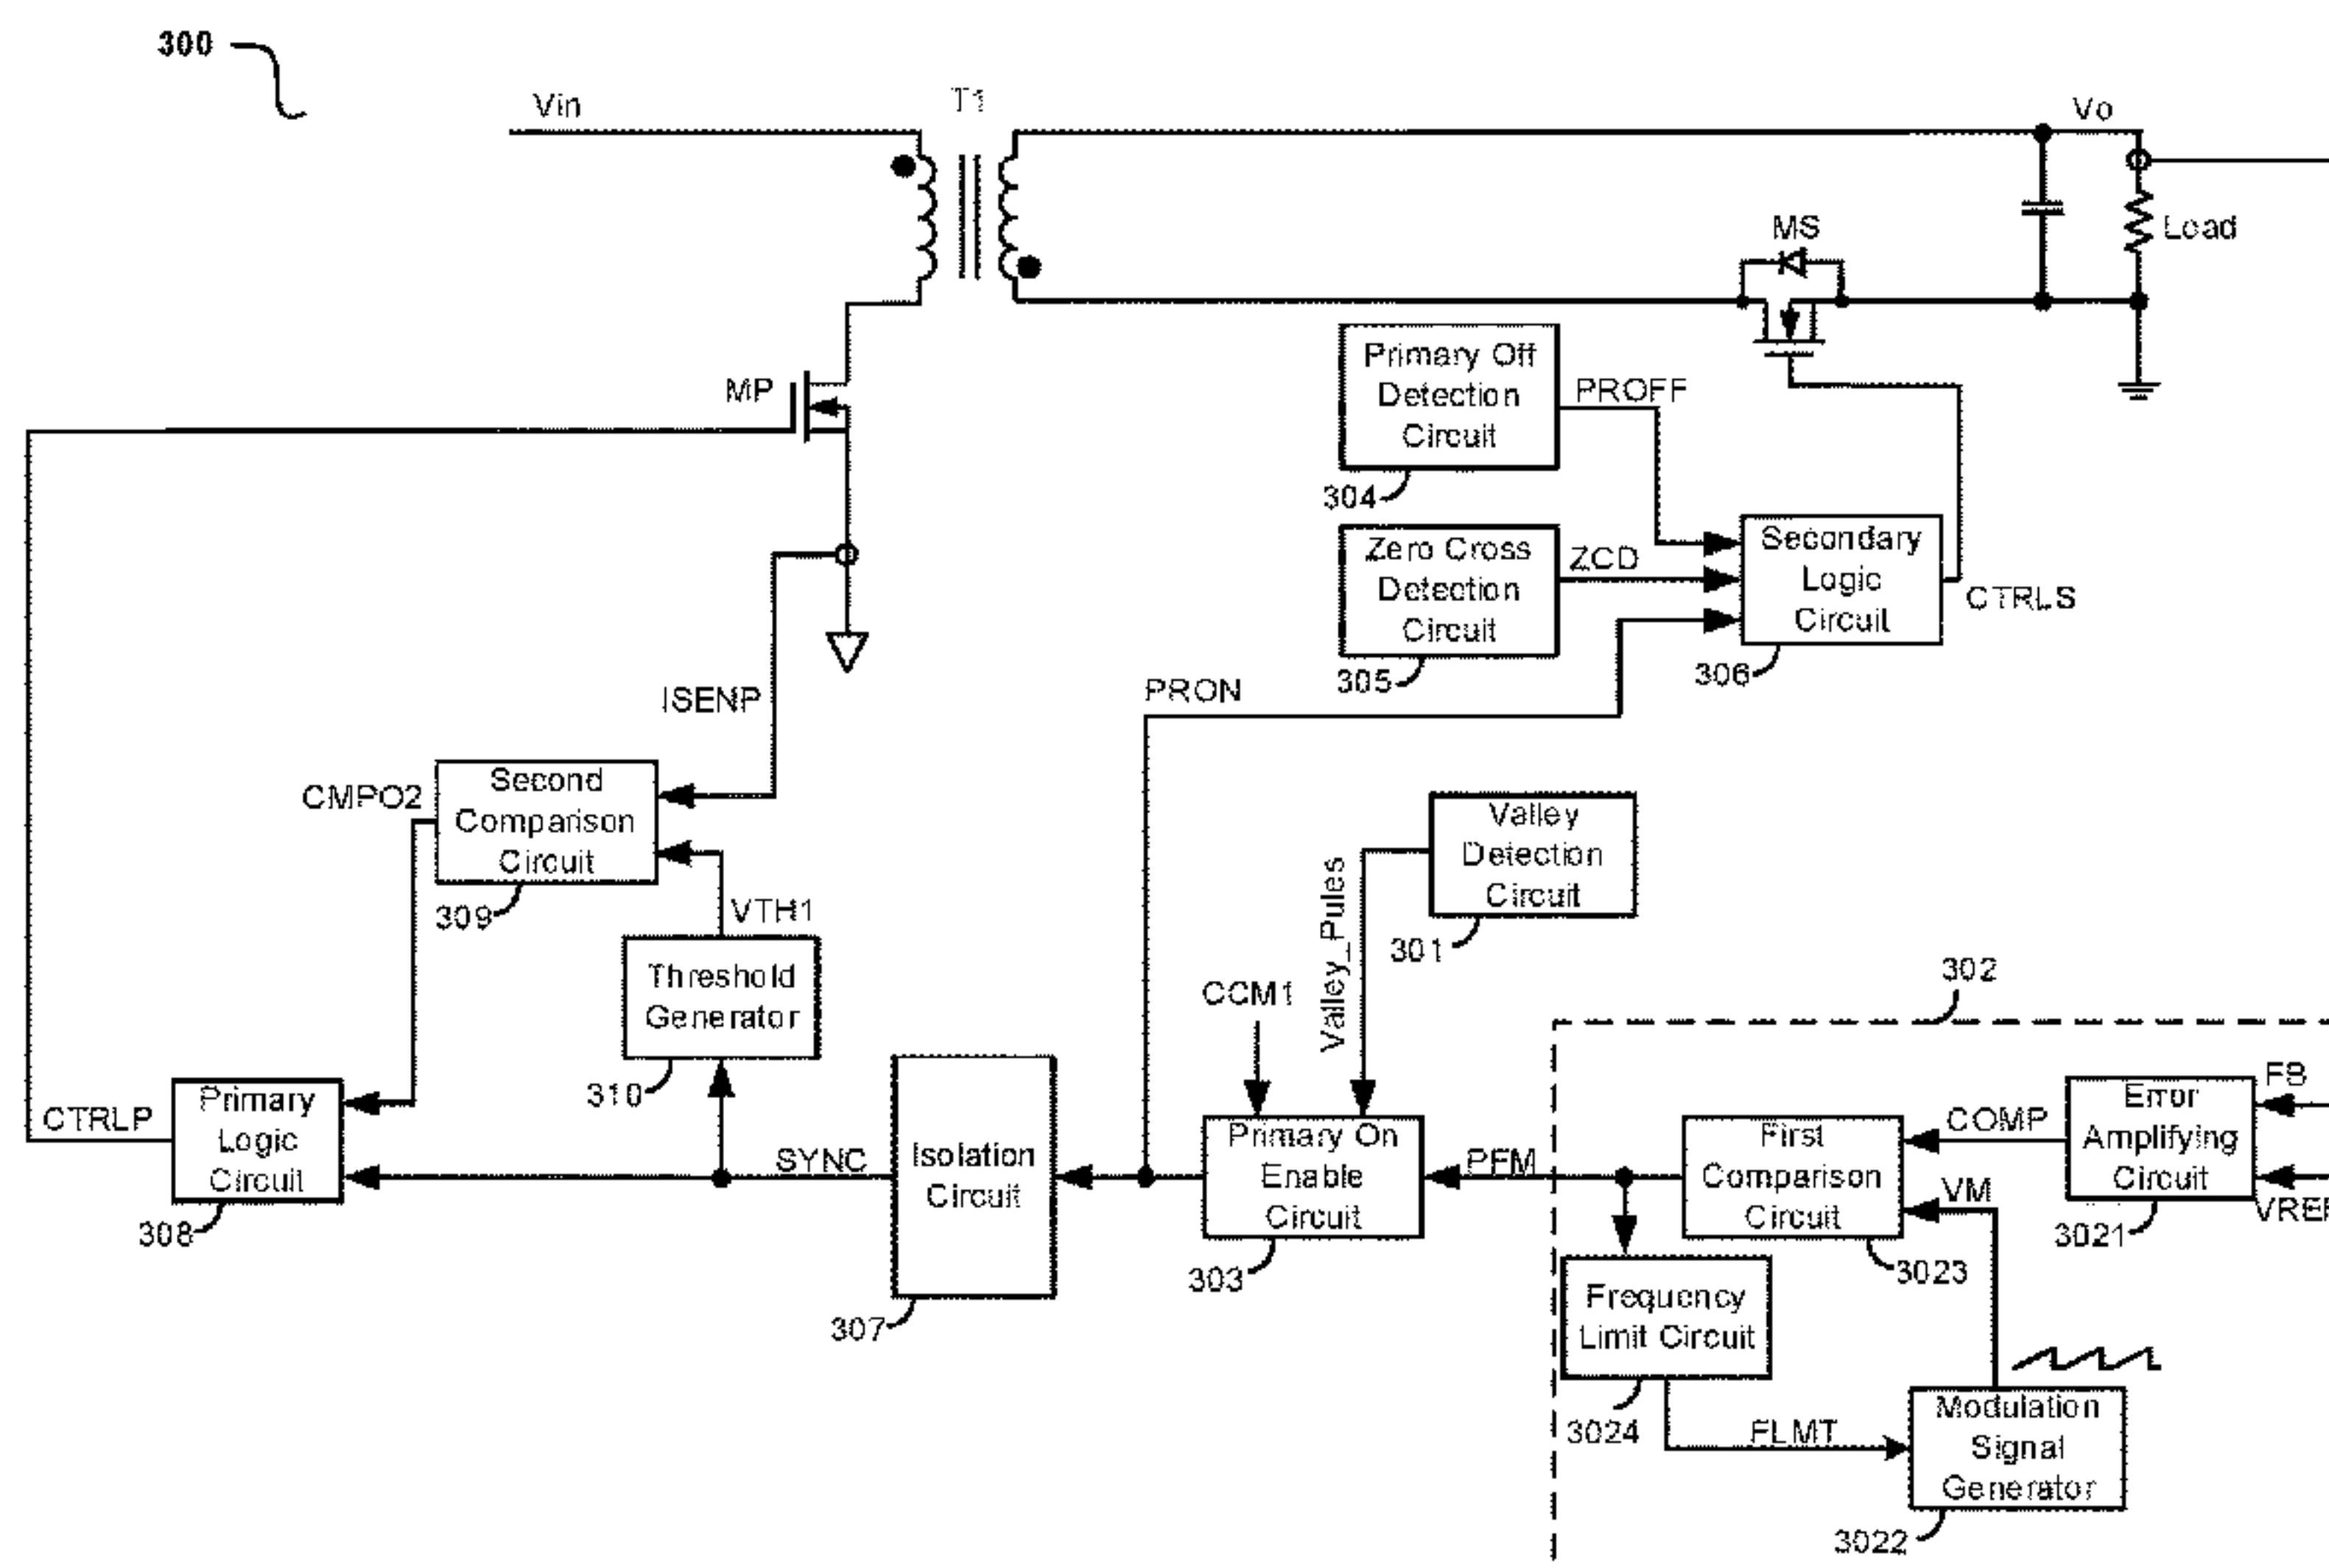 300
Vin
T1
Vo
Load
MS
MP
Primary Off
Detection
Circuit
PROFF
304
Zero Cross
Detection
Circuit
ZCD
305
Secondary
Logic
Circuit
CTRLS
306
ISENP
PRON
CMPO2
Second
Comparison
Circuit
309
VTH1
Valley
Detection
Circuit
301
Valley_Pules
CCM1
302
Threshold
Generator
310
CTRLP
Primary
Logic
Circuit
308
SYNC
Isolation
Circuit
307
Primary On
Enable
Circuit
303
PFM
First
Comparison
Circuit
3023
COMP
VM
Error
Amplifying
Circuit
3021
FB
VREF
Frequency
Limit Circuit
3024
FLMT
Modulation
Signal
Generator
3022